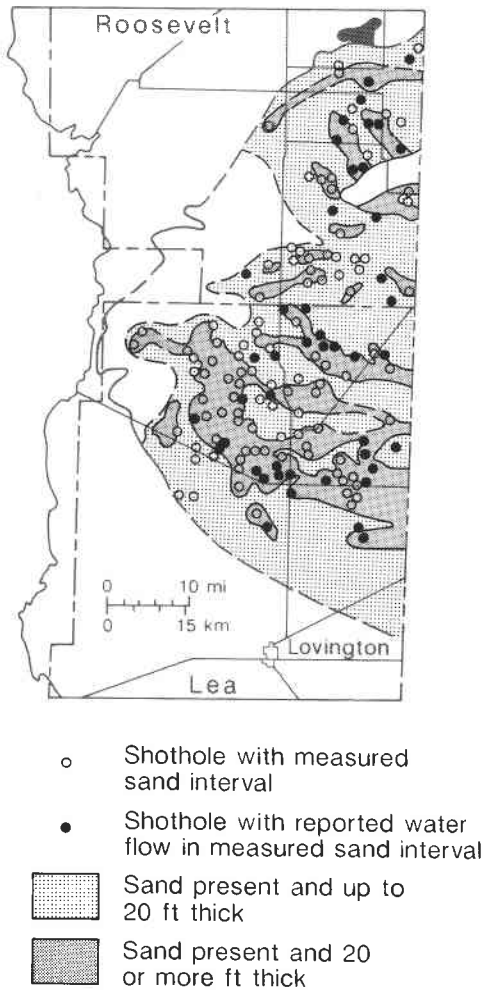 Roosevelt
0 10 mi
0 15 km
Lovington
Lea
Shothole with measured
sand interval
Shothole with reported water
flow in measured sand interval
Sand present and up to
20 ft thick
Sand present and 20
or more ft thick